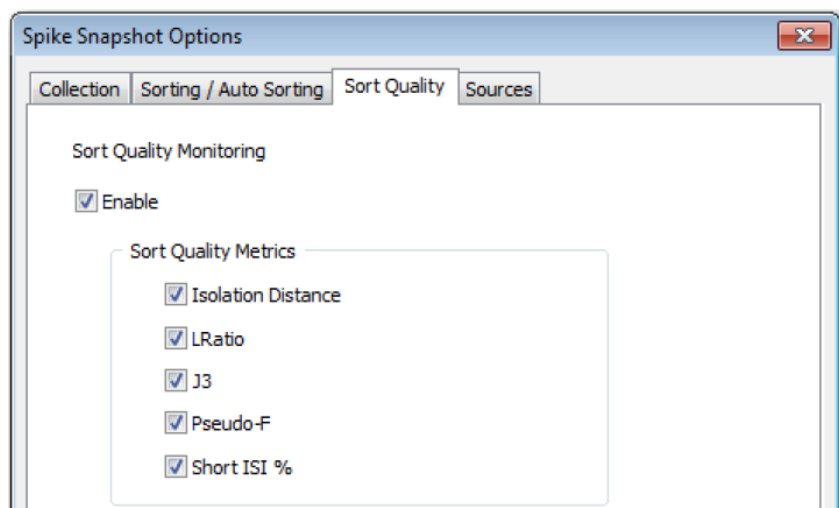 Spike Snapshot Options
Collection Sorting / Auto Sorting Sort Quality Sources
Sort Quality Monitoring
Enable
Sort Quality Metrics
Isolation Distance
LRatio
J3
Pseudo-F
Short ISI %